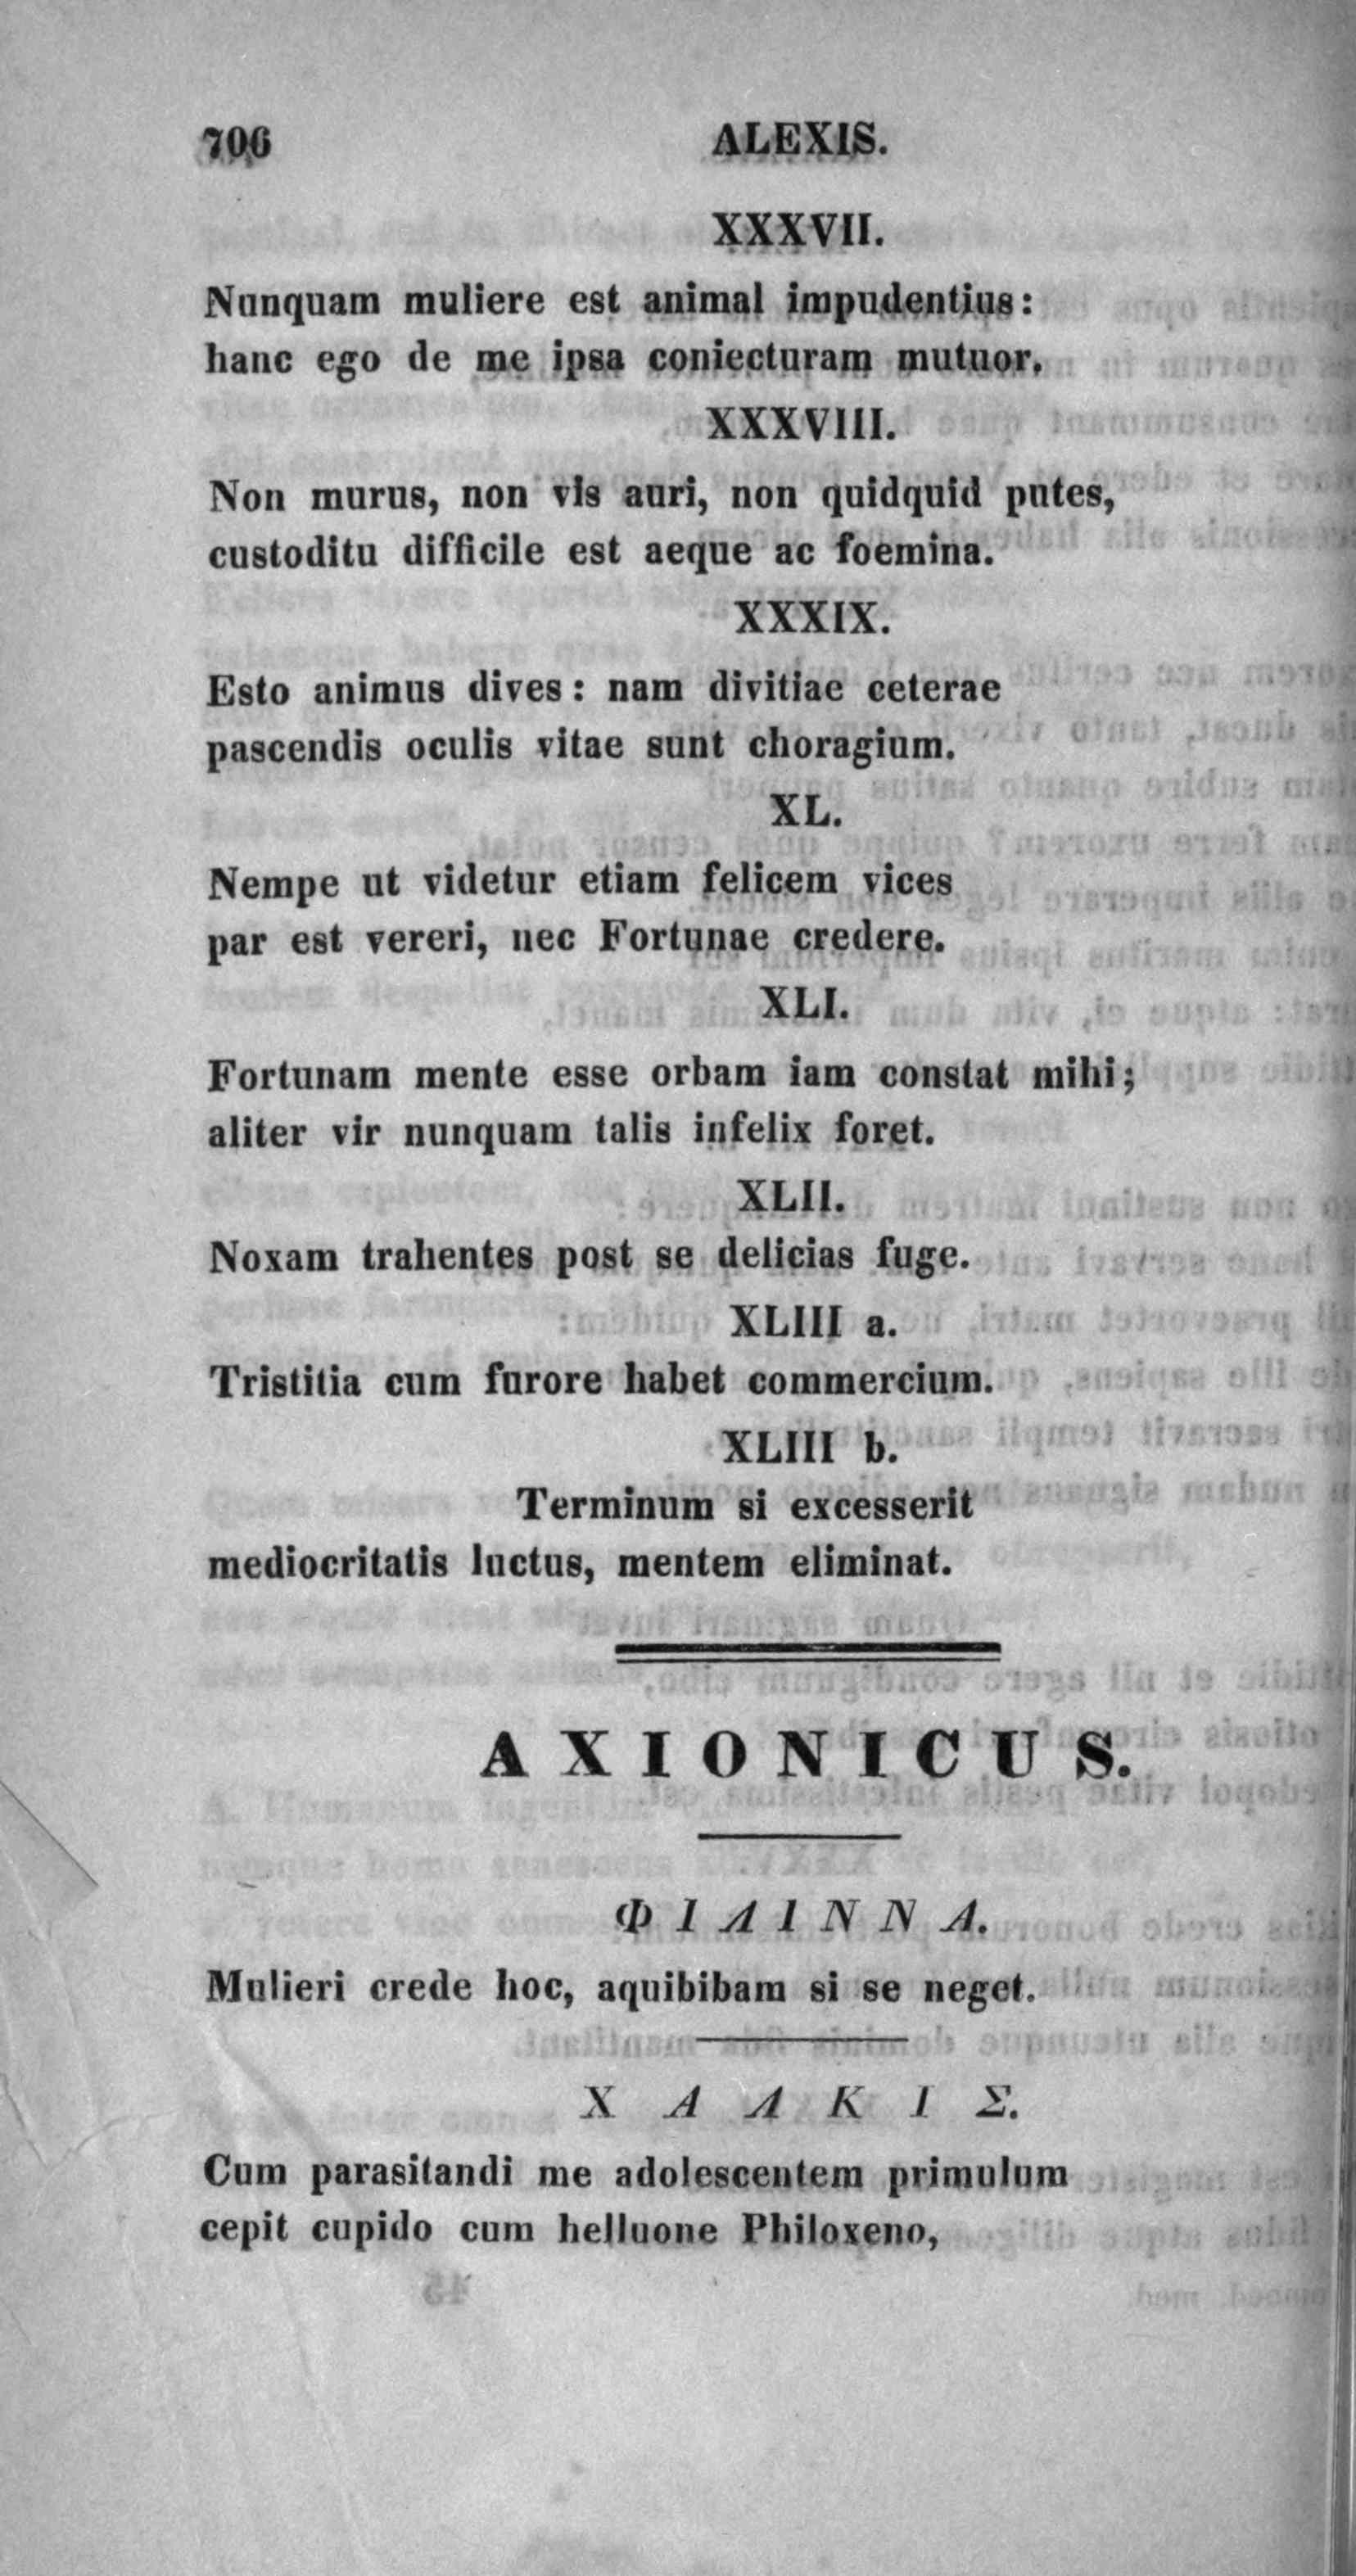 706 ALEXIS.
XXXVII.
Nunquam muliere est animal impudentius:
hanc ego de me ipsa coniecturam mutuor.
XXXVIII.
Non murus, non vis auri, non quidquid putes,
custoditu difficile est aeque ac foemina.
XXXIX.
Esto animus dives: nam divitiae ceterae
pascendis oculis vitae sunt choragium.
XL.
Nempe ut videtur etiam felicem vices
par est vereri, nec Fortunae credere.
XLI.
Fortunam mente esse orbam iam constat mihi;
aliter vir nunquam talis infelix foret.
XLII.
Noxam trahentes post se delicias fuge.
XLIII a.
Tristitia cum furore habet commercium.
XLIII b.
Terminum si excesserit
mediocritatis luctus, mentem eliminat.
AXIONICUS.
ΦΙΛΙΝΝΑ.
Mulieri crede hoc, aquibibam si se neget.
ΧΑΛΚΙΣ.
Cum parasitandi me adolescentem primulum
cepit cupido cum helluone Philoxeno,